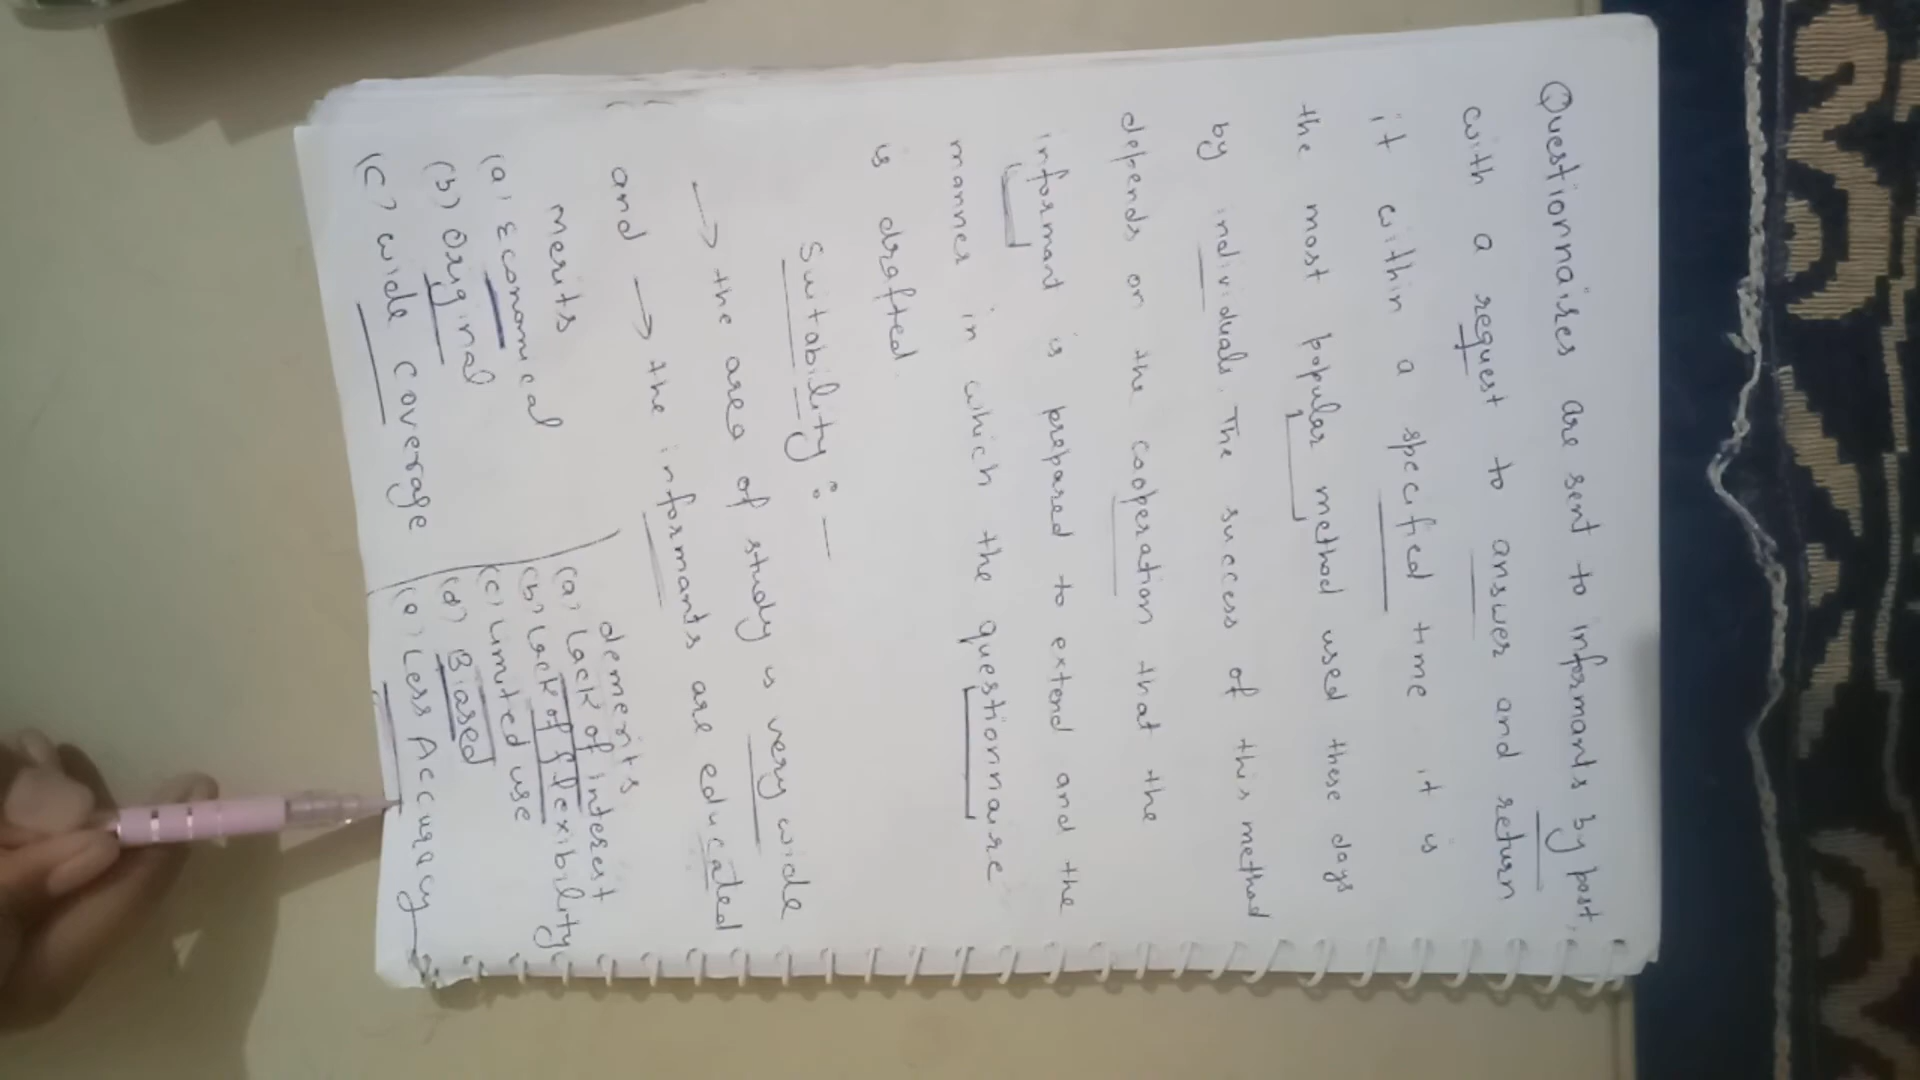 Questionnaires are sent to informants by post,
with a request to answer and return
it within a specified time it is
the most popular method used these days
by individuals. The success of this method
depends on the cooperation that the
informant is prepared to extend and the
manner in which the questionnaire
is drafted.
Suitability :-
→ the area of study is very wide
and → the informants are educated
merits
(a) Economical
(b) Original
(c) wide coverage
demerits
(a) Lack of interest
(b) Lack of flexibility
(c) Limited use
(d) Biased
(e) Less Accuracy